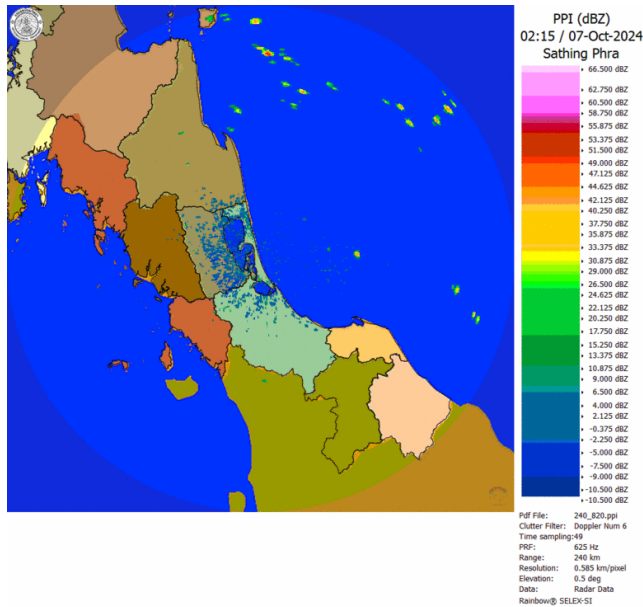 PPI (dBZ)
02:15 / 07-Oct-2024
Sathing Phra
66.500 dBZ
62.750 dBZ
60.500 dBZ
58.750 dBZ
55.875 dBZ
53.375 dBZ
51.500 dBZ
49.000 dBZ
47.125 dBZ
44.625 dBZ
42.125 dBZ
40.250 dBZ
37.750 dBZ
35.875 dBZ
33.375 dBZ
30.875 dBZ
29.000 dBZ
26.500 dBZ
24.625 dBZ
22.125 dBZ
20.250 dBZ
17.750 dBZ
15.250 dBZ
13.375 dBZ
10.875 dBZ
9.000 dBZ
6.500 dBZ
4.000 dBZ
2.125 dBZ
-0.375 dBZ
-2.250 dBZ
-5.000 dBZ
-7.500 dBZ
-9.000 dBZ
-10.500 dBZ
-10.500 dBZ
Pdf File: 240_820.ppi
Clutter Filter: Doppler Num 6
Time sampling:49
PRF: 625 Hz
Range: 240 km
Resolution: 0.585 km/pixel
Elevation: 0.5 deg
Data: Radar Data
Rainbow® SELEX-SI